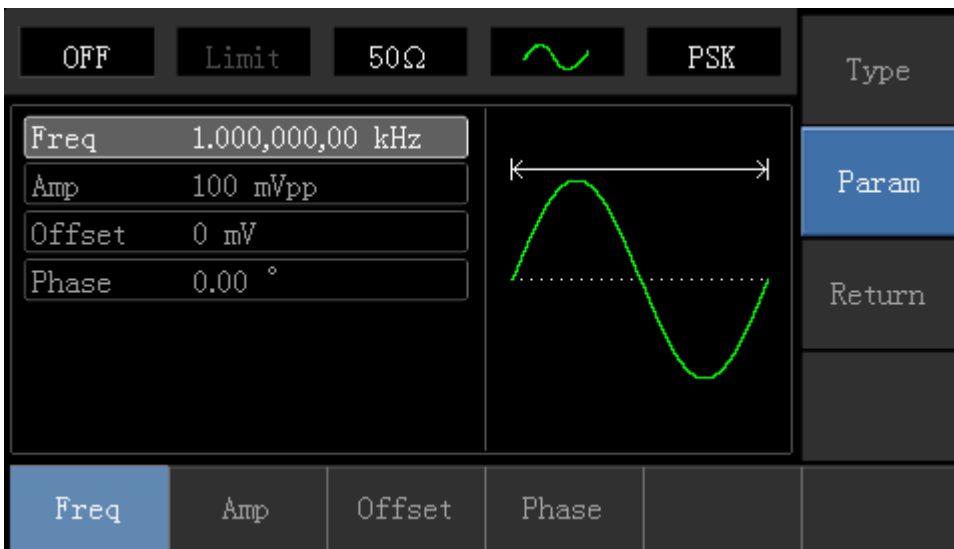 OFF Limit 50Ω PSK
Type
Freq 1.000,000,00 kHz
Amp 100 mVpp
Offset 0 mV
Phase 0.00 °
Param
Return
Freq Amp Offset Phase